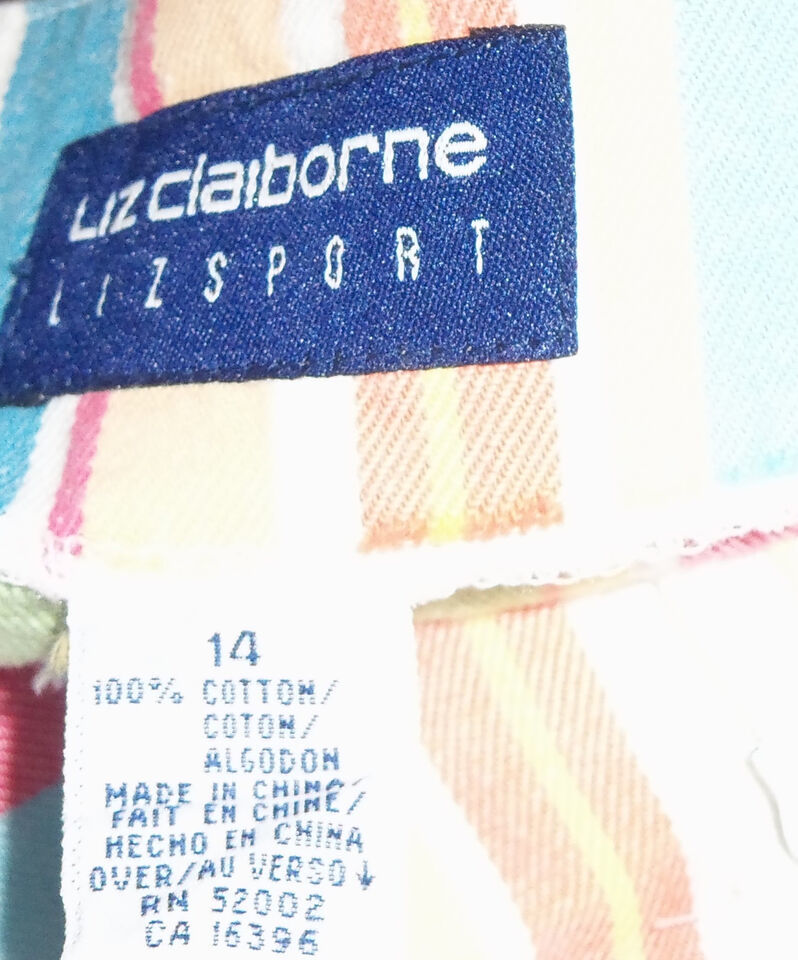 Liz claiborne
LIZSPORT
14
100% COTTON/
COTON/
ALGODON
MADE IN CHINA/
FAIT EN CHINE/
HECHO EN CHINA
OVER/AU VERSO↓
RN 52002
CA 16396